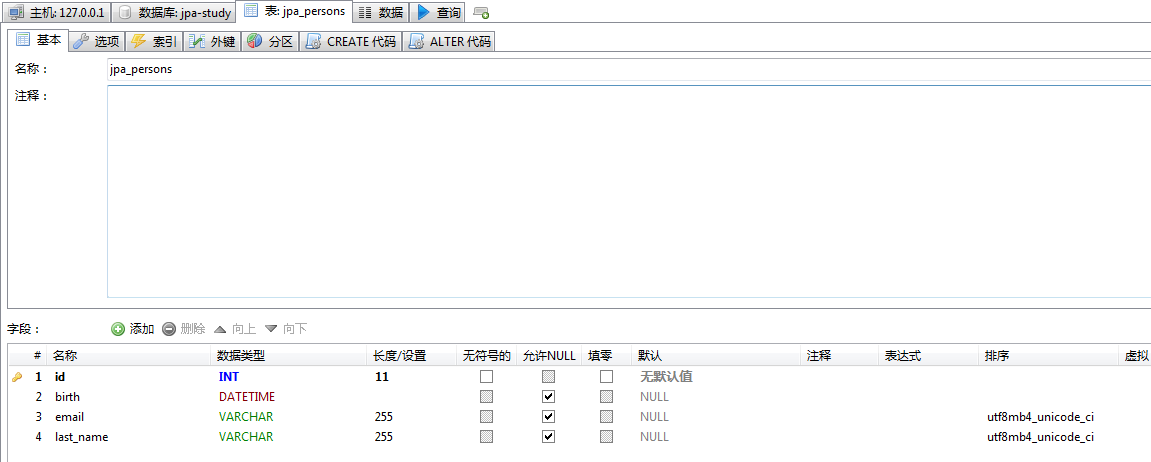 主机: 127.0.0.1 数据库: jpa-study 表: jpa_persons 数据 查询
基本 选项 索引 外键 分区 CREATE 代码 ALTER 代码
名称： jpa_persons
注释：
字段： 添加 删除 向上 向下
# 名称 数据类型 长度/设置 无符号的 允许NULL 填零 默认 注释 表达式 排序 虚拟
1 id INT 11 无默认值
2 birth DATETIME NULL
3 email VARCHAR 255 NULL utf8mb4_unicode_ci
4 last_name VARCHAR 255 NULL utf8mb4_unicode_ci